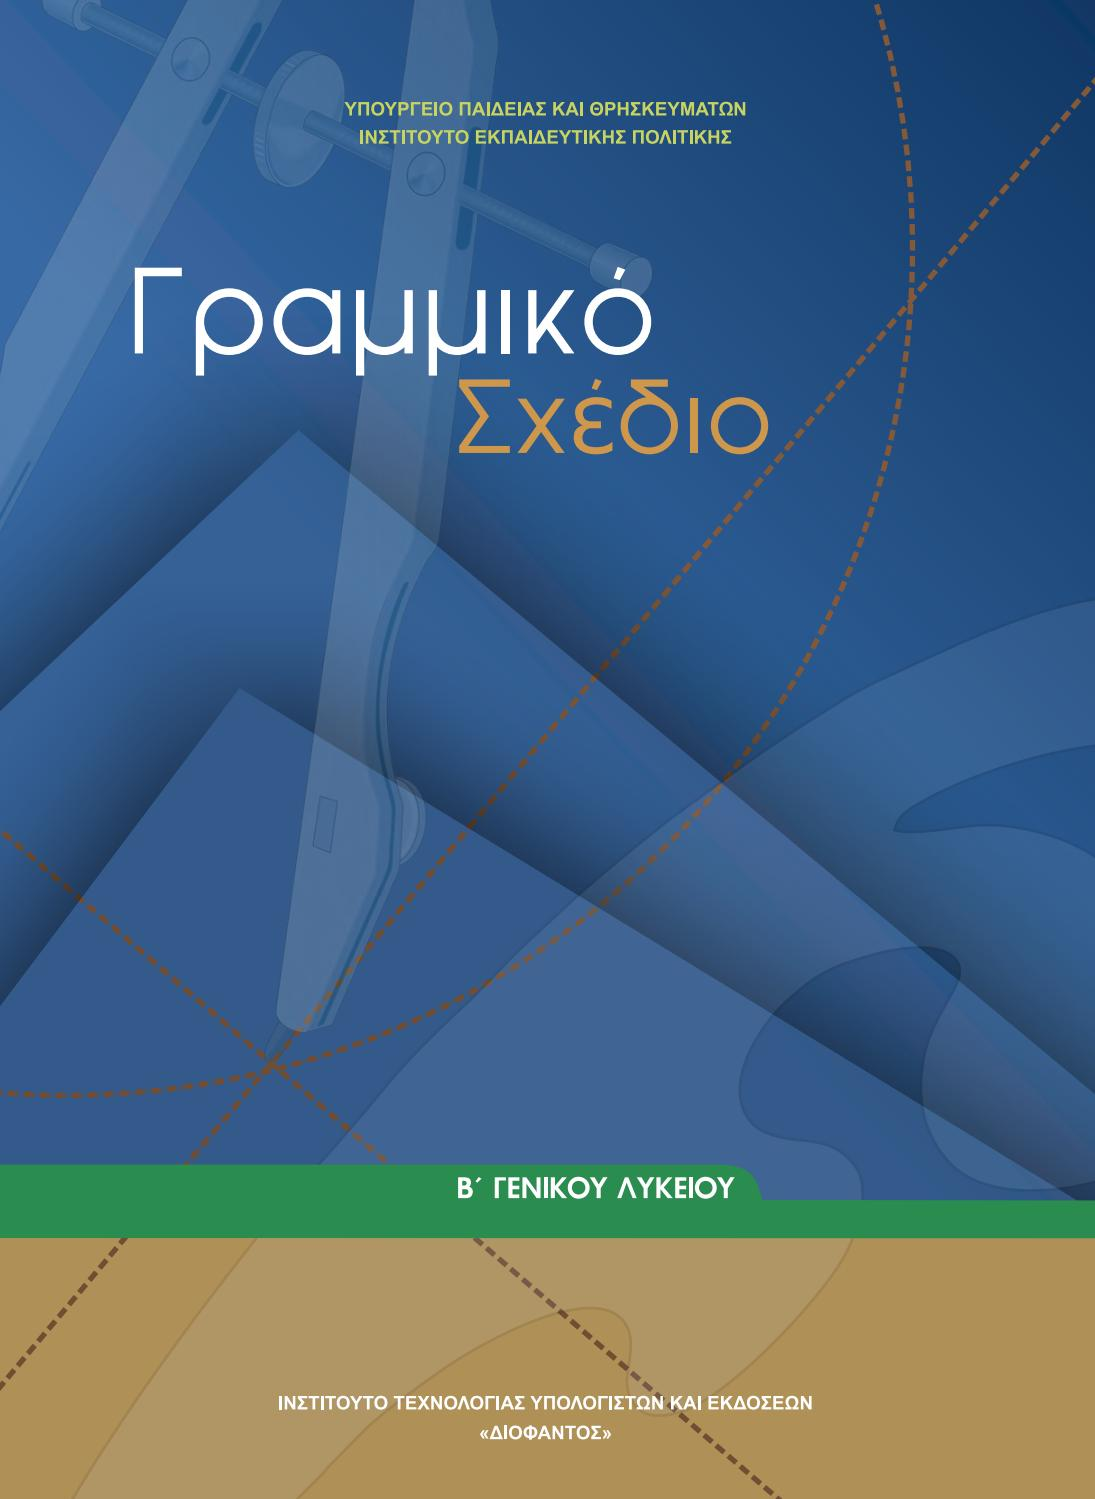 ΥΠΟΥΡΓΕΙΟ ΠΑΙΔΕΙΑΣ ΚΑΙ ΘΡΗΣΚΕΥΜΑΤΩΝ
ΙΝΣΤΙΤΟΥΤΟ ΕΚΠΑΙΔΕΥΤΙΚΗΣ ΠΟΛΙΤΙΚΗΣ
Γραμμικό
Σχέδιο
Β΄ ΓΕΝΙΚΟΥ ΛΥΚΕΙΟΥ
ΙΝΣΤΙΤΟΥΤΟ ΤΕΧΝΟΛΟΓΙΑΣ ΥΠΟΛΟΓΙΣΤΩΝ ΚΑΙ ΕΚΔΟΣΕΩΝ
«ΔΙΟΦΑΝΤΟΣ»